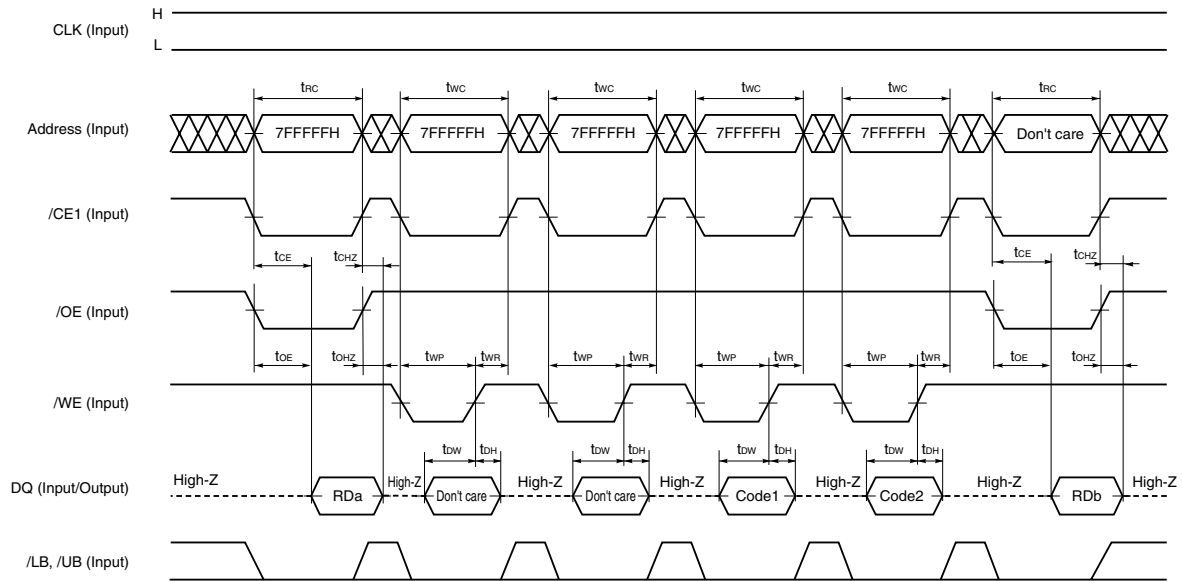 H
CLK (Input)
L
tRC tWC tWC tWC tWC tRC
Address (Input) 7FFFFFH 7FFFFFH 7FFFFFH 7FFFFFH 7FFFFFH Don't care
/CE1 (Input)
tCE tCHZ tCE tCHZ
/OE (Input)
tOE tOHZ tWP tWR tWP tWR tWP tWR tWP tWR tOE tOHZ
/WE (Input)
tDW tDH tDW tDH tDW tDH tDW tDH
DQ (Input/Output) High-Z RDa High-Z Don't care High-Z Don't care High-Z Code1 High-Z Code2 High-Z RDb High-Z
/LB, /UB (Input)